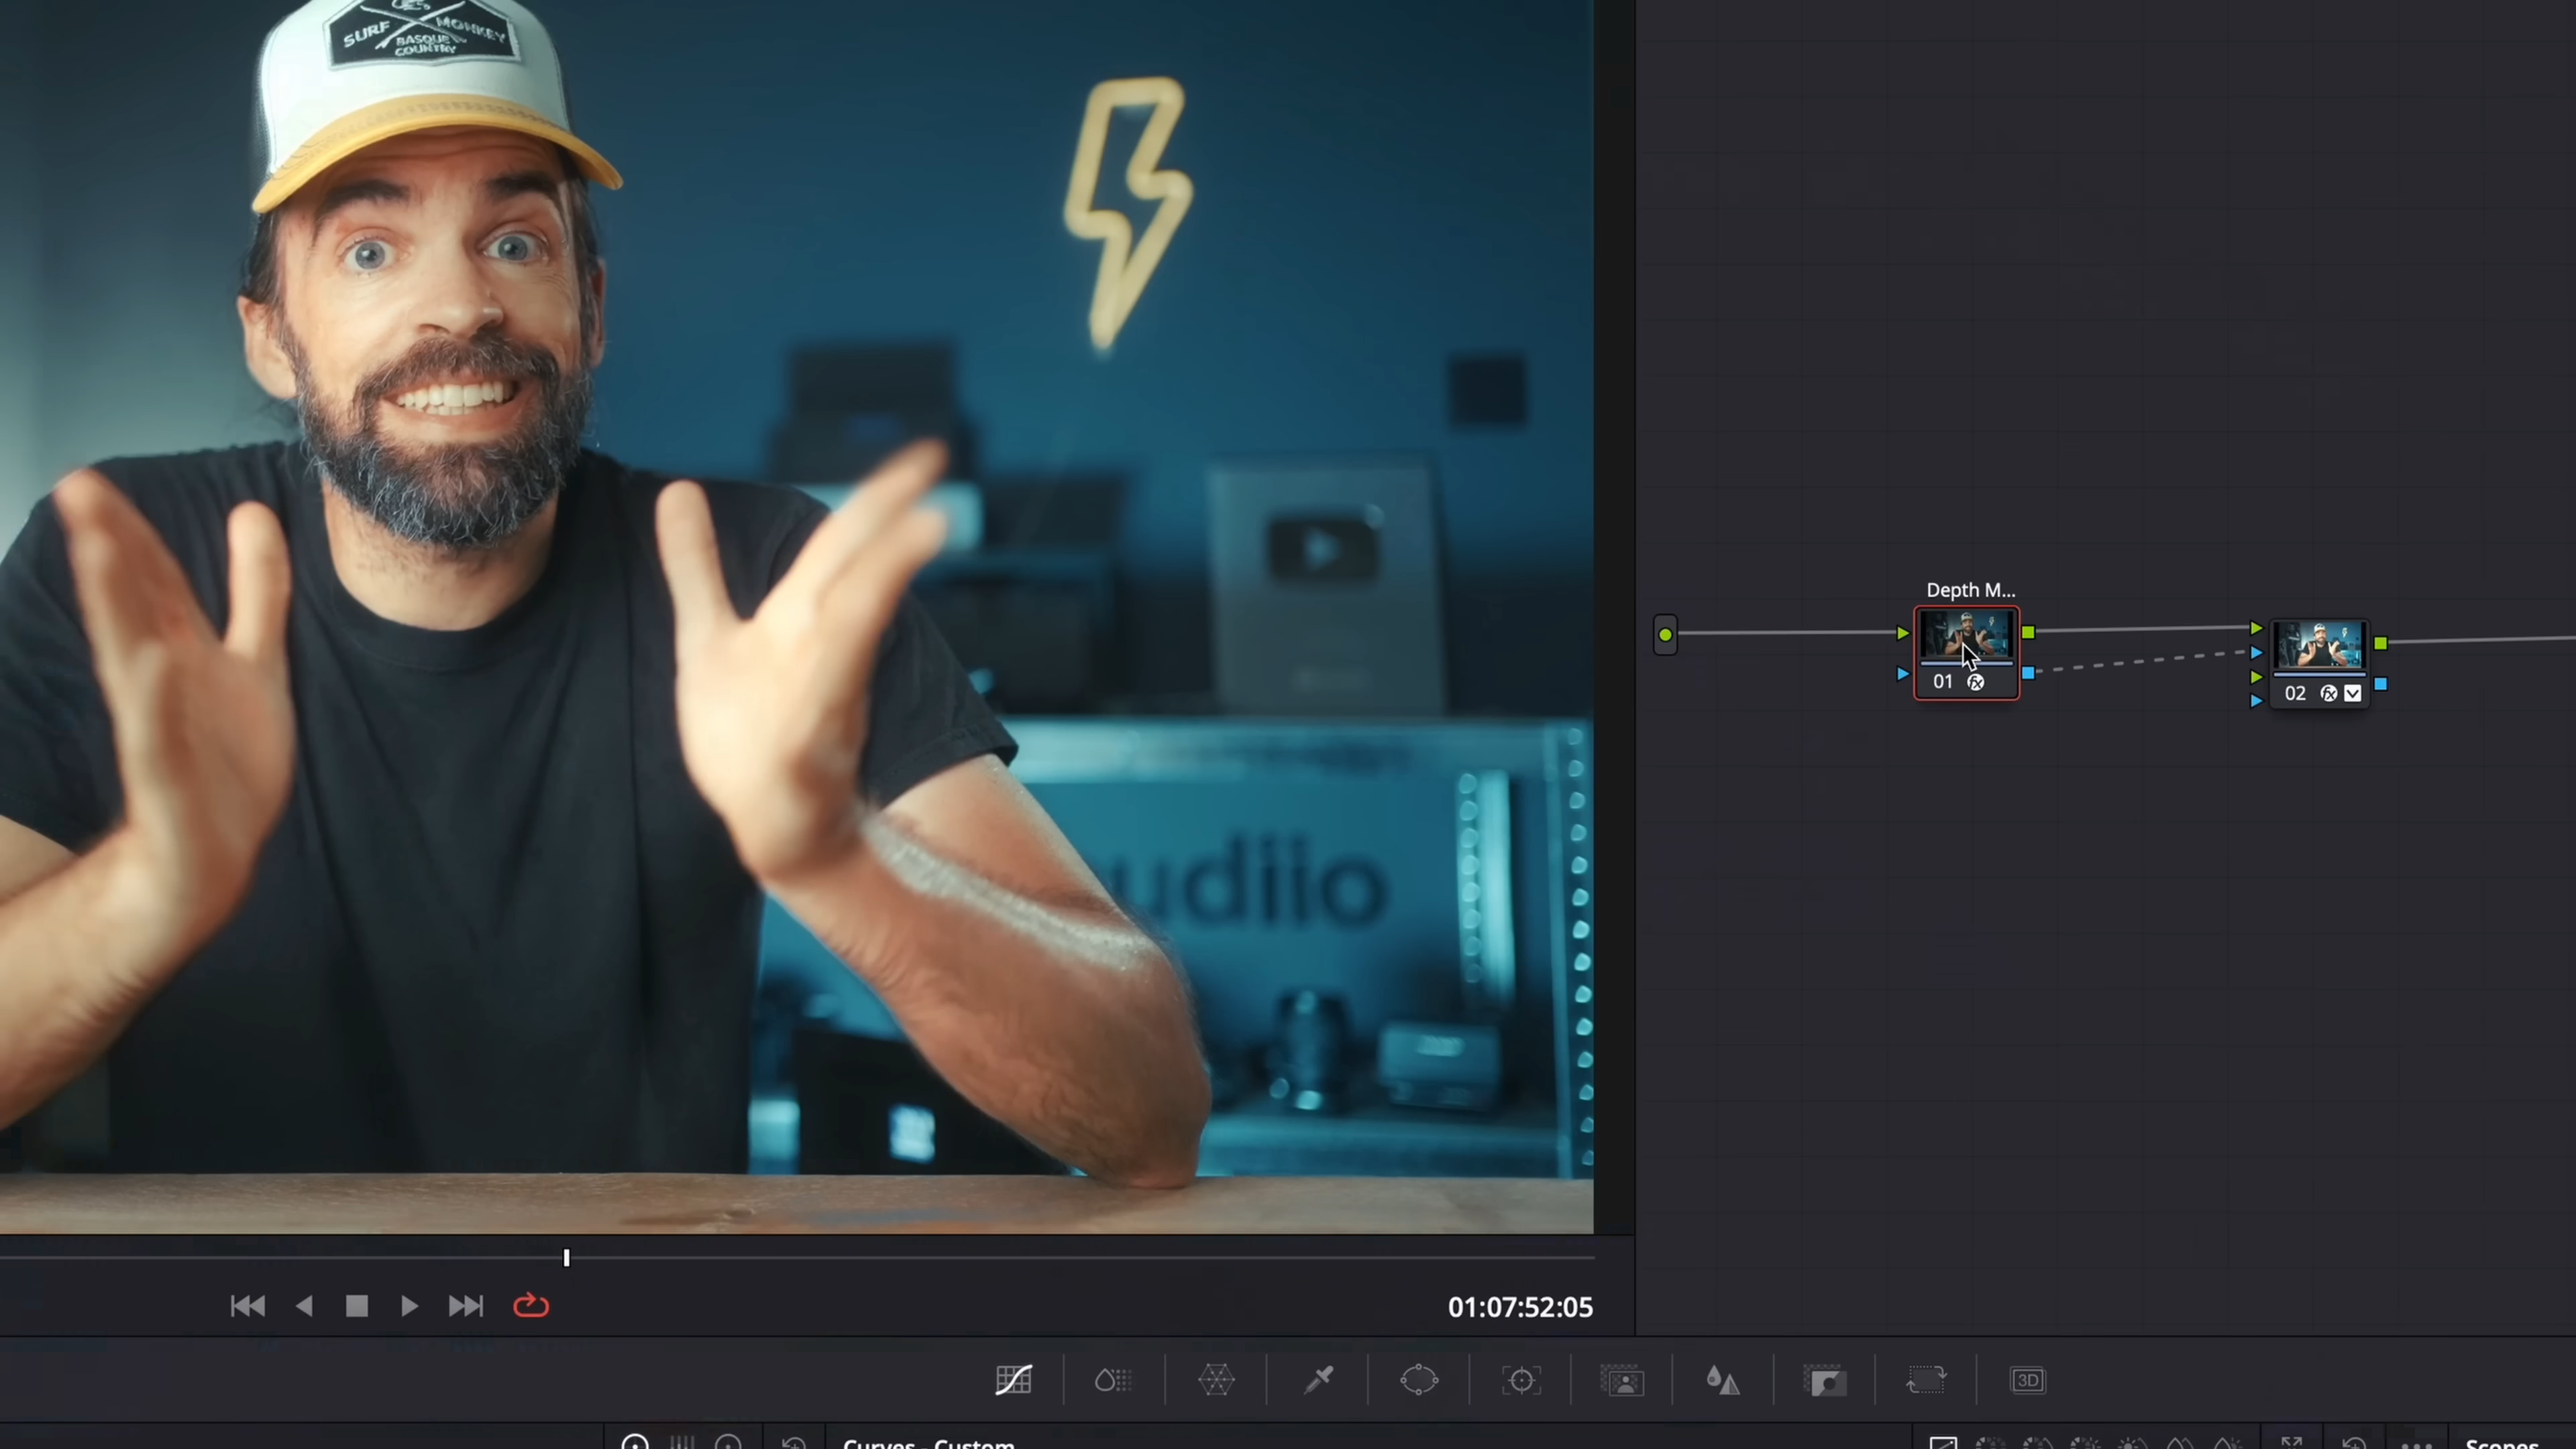 SURF MONKEY
BASQUE
COUNTRY
udiio
Depth M...
01
02
01:07:52:05
3D
Curves - Custom
Scopes